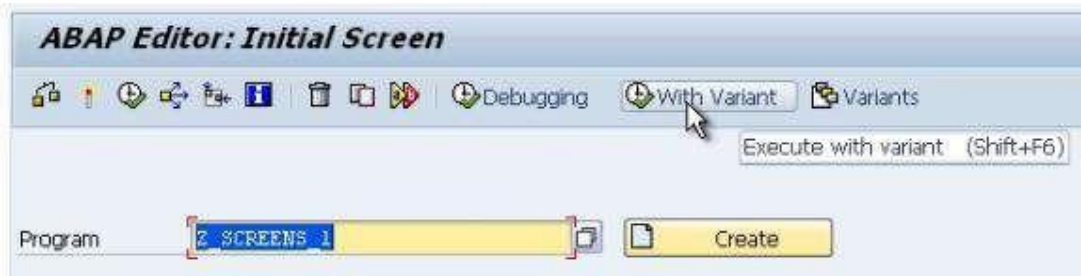 ABAP Editor: Initial Screen
Debugging With Variant Variants
Execute with variant (Shift+F6)
Program Z_SCREENS_1 Create